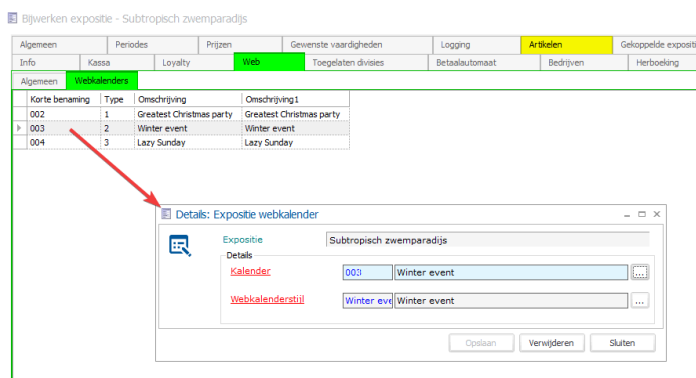 Bijwerken expositie - Subtropisch zwemparadijs
Algemeen Periodes Prijzen Gewenste vaardigheden Logging Artikelen Gekoppelde expositi
Info Kassa Loyalty Web Toegelaten divisies Betaalautomaat Bedrijven Herboeking
Algemeen Webkalenders
Korte benaming Type Omschrijving Omschrijving1
002 1 Greatest Christmas party Greatest Christmas party
003 2 Winter event Winter event
004 3 Lazy Sunday Lazy Sunday
Details: Expositie webkalender
Expositie Subtropisch zwemparadijs
Details
Kalender 003 Winter event ...
Webkalenderstijl Winter eve Winter event ...
Opslaan Verwijderen Sluiten